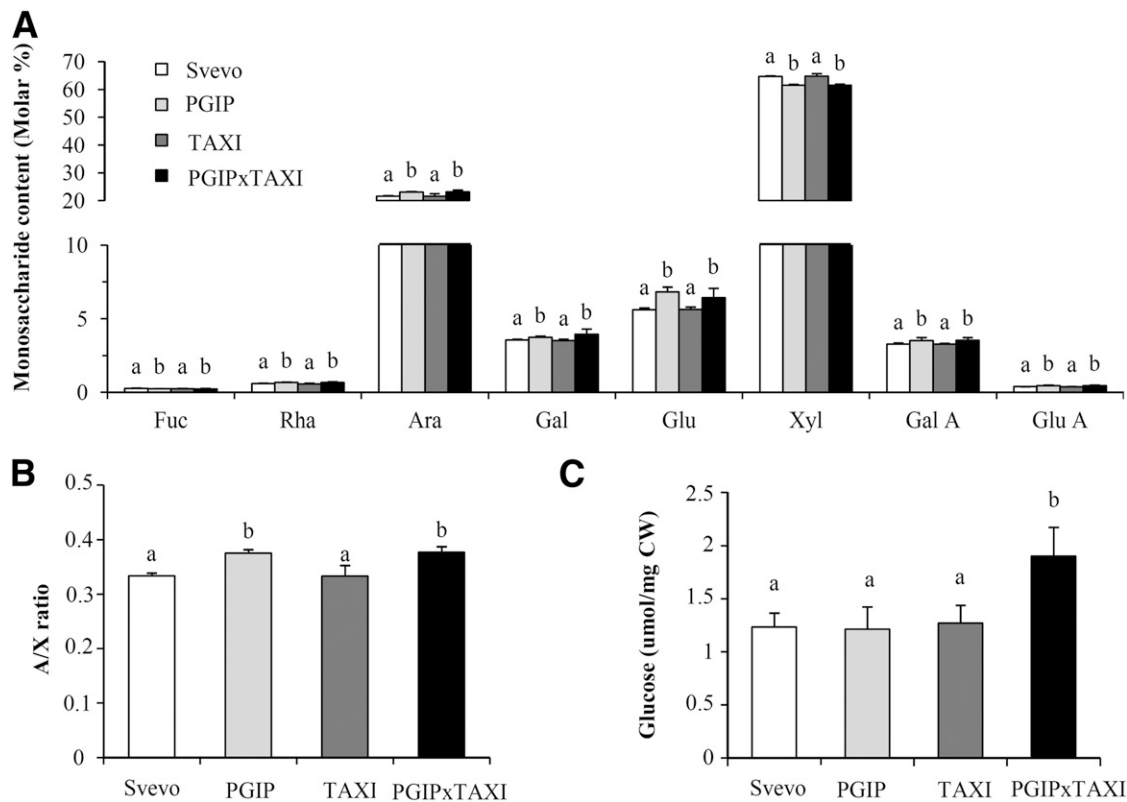 A
Monosaccharide content (Molar %)
70
60
50
40
30
20
10
5
0
Svevo
PGIP
TAXI
PGIPxTAXI
a b a b
a b a b
a b a b
a b a b
a b a b
a b a b
a b a b
a b a b
Fuc Rha Ara Gal Glu Xyl Gal A Glu A
B
A/X ratio
0.5
0.4
0.3
0.2
0.1
0
a b a b
Svevo PGIP TAXI PGIPxTAXI
C
Glucose (umol/mg CW)
2.5
2
1.5
1
0.5
0
a a a b
Svevo PGIP TAXI PGIPxTAXI